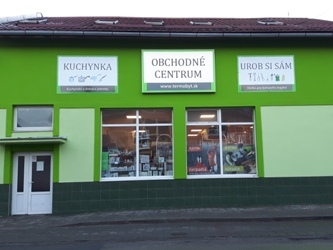 KUCHYNKA
OBCHODNÉ
CENTRUM
www.termobyt.sk
UROB SI SÁM